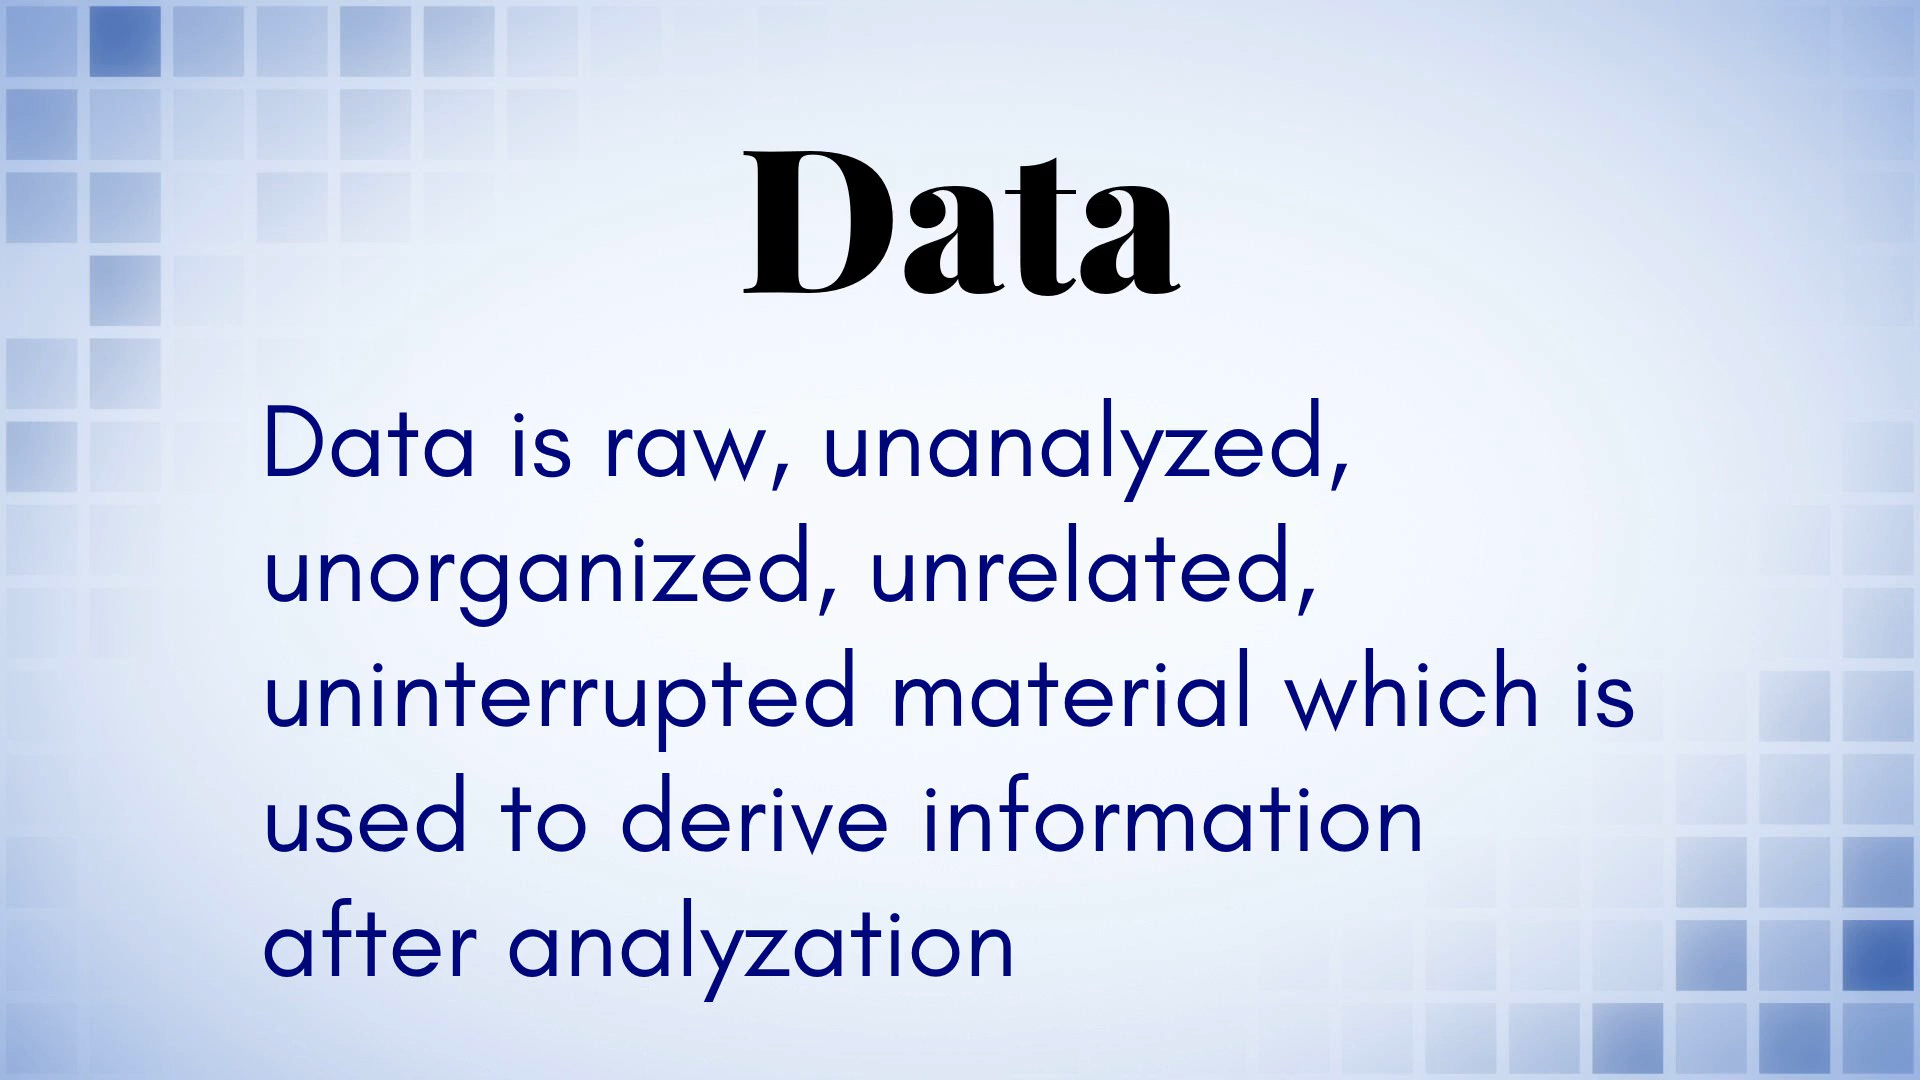 Data
Data is raw, unanalyzed,
unorganized, unrelated,
uninterrupted material which is
used to derive information
after analyzation